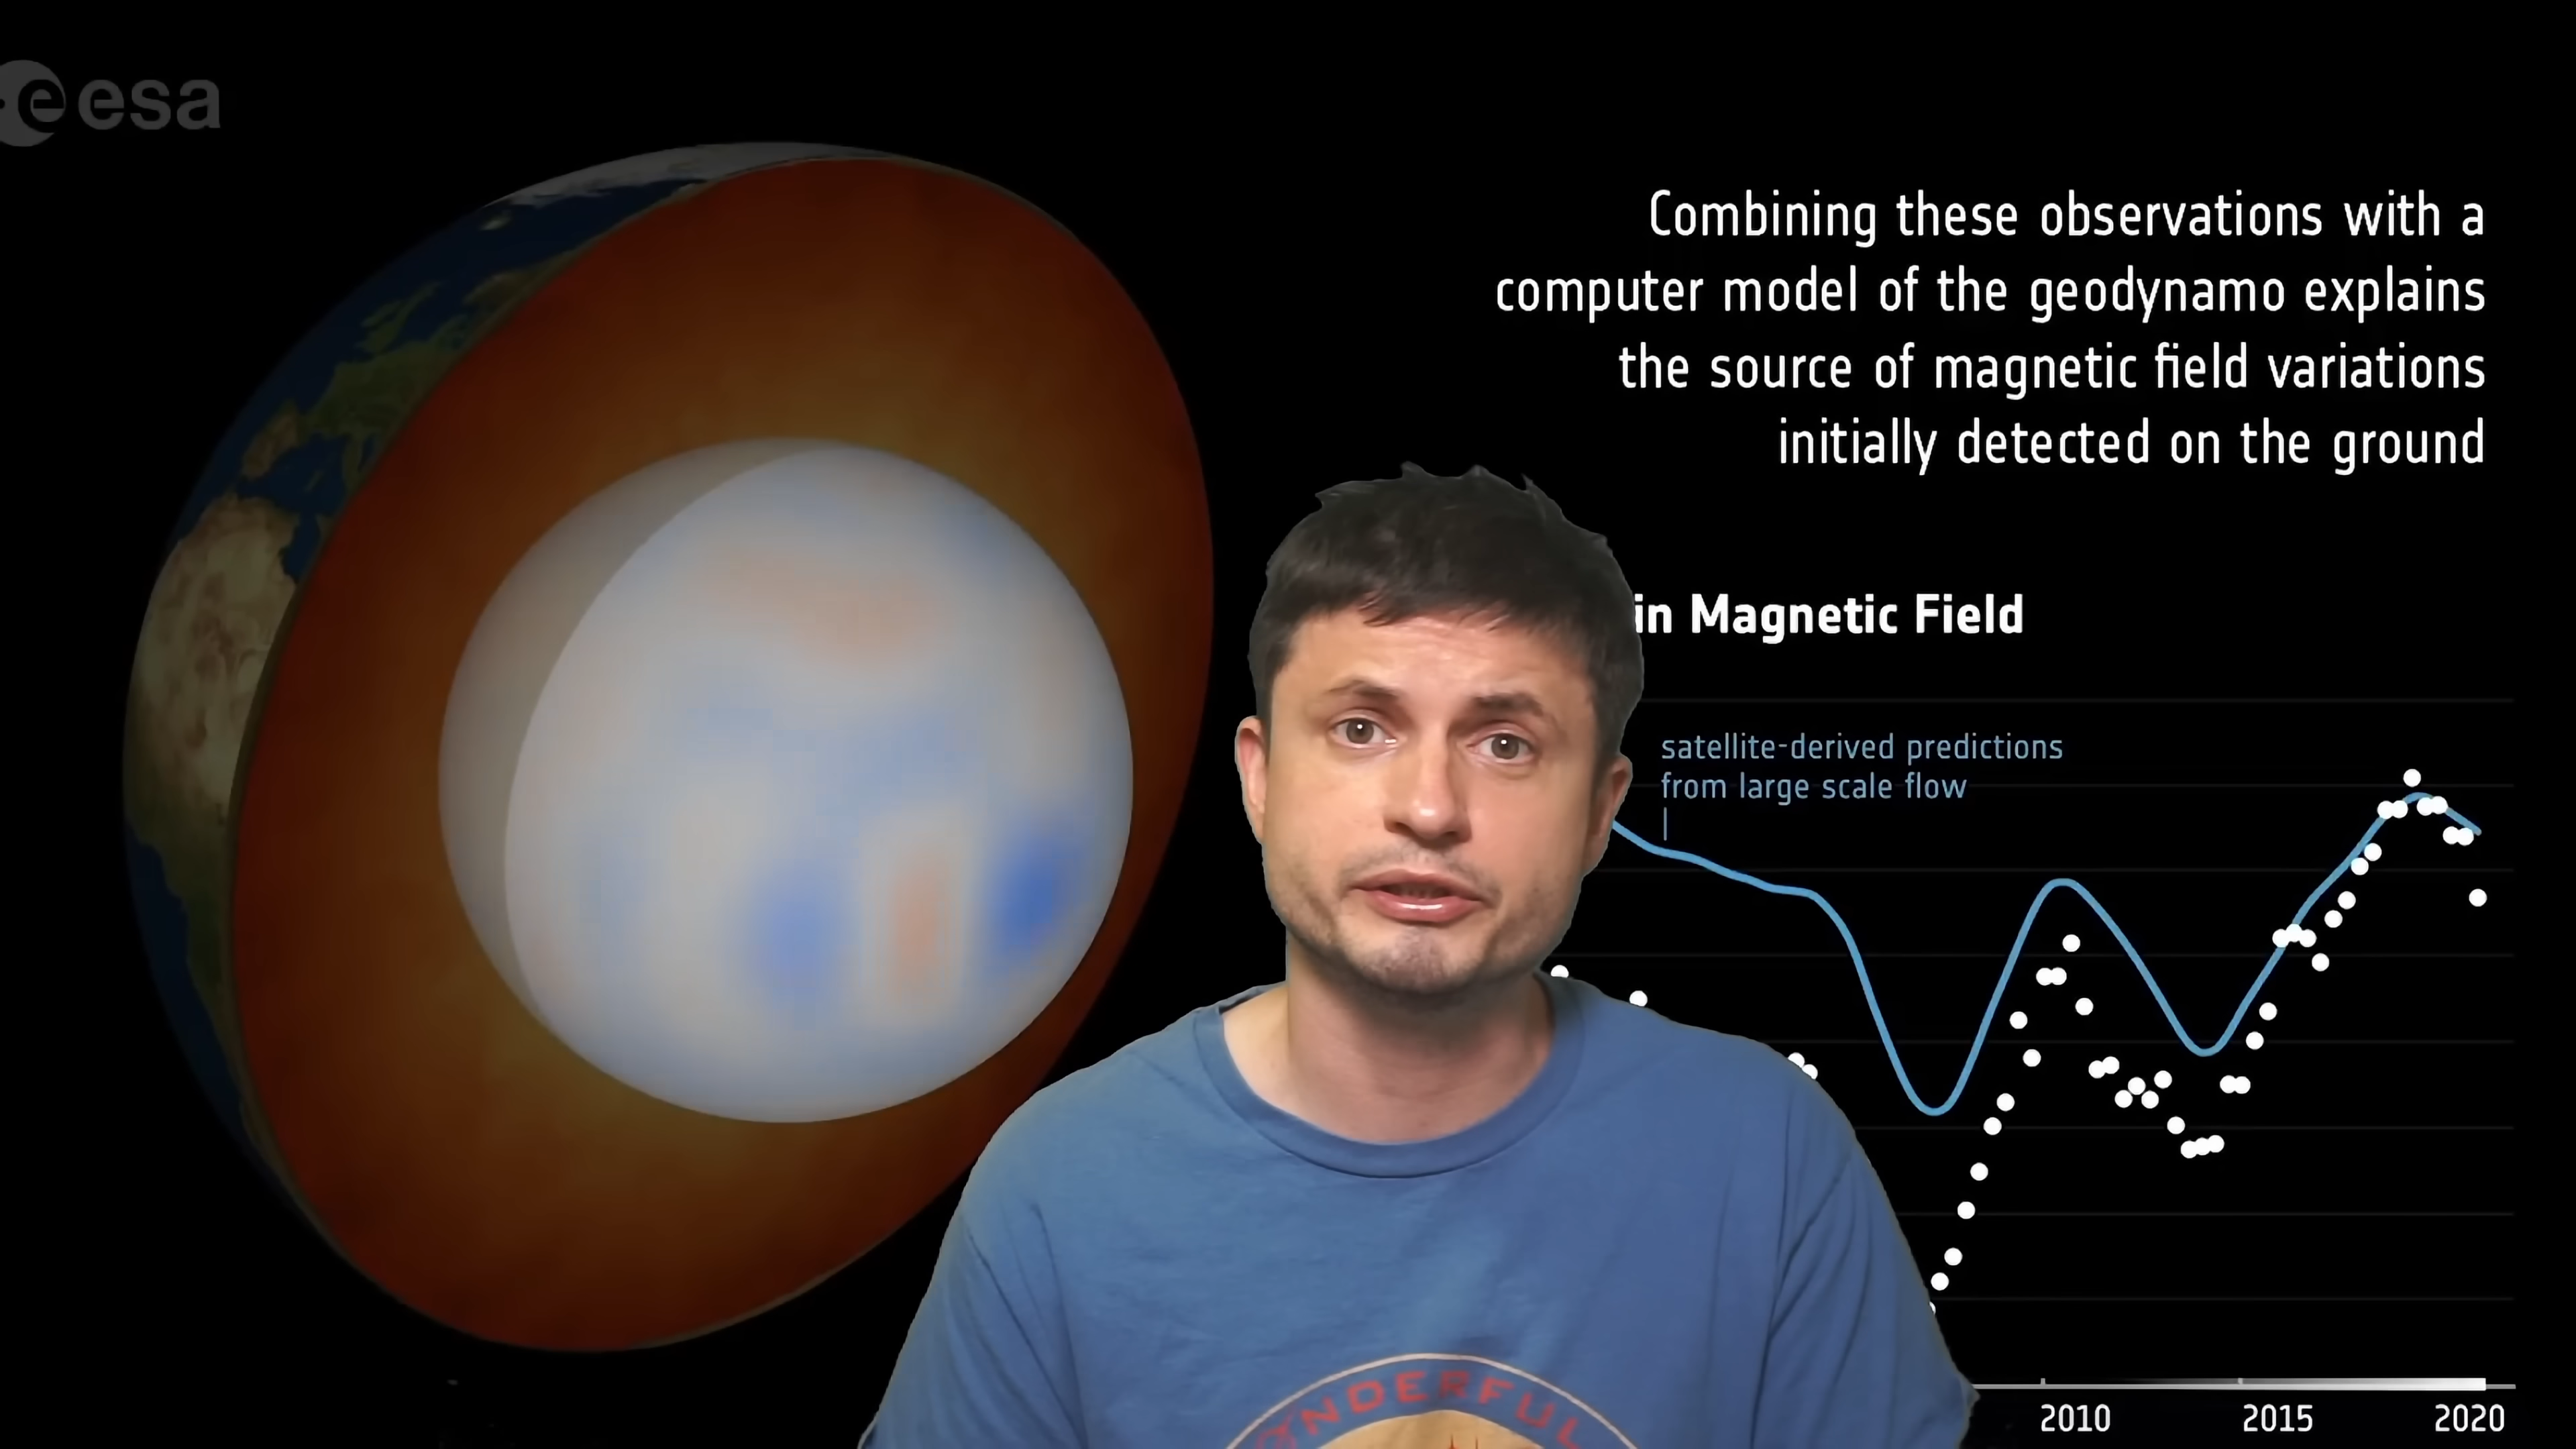 esa
Combining these observations with a
computer model of the geodynamo explains
the source of magnetic field variations
initially detected on the ground
in Magnetic Field
satellite-derived predictions
from large scale flow
2010 2015 2020